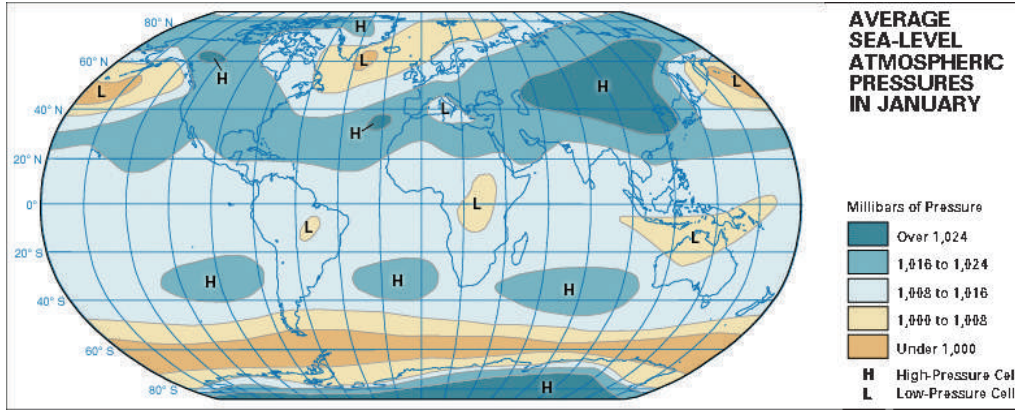 AVERAGE
SEA-LEVEL
ATMOSPHERIC
PRESSURES
IN JANUARY
80° N
H
60° N
L
H
L
H
L
40° N
L
H
20° N
0°
L
L
L
20° S
H
H
H
40° S
60° S
80° S
H
Millibars of Pressure
Over 1,024
1,016 to 1,024
1,008 to 1,016
1,000 to 1,008
Under 1,000
H High-Pressure Cell
L Low-Pressure Cell